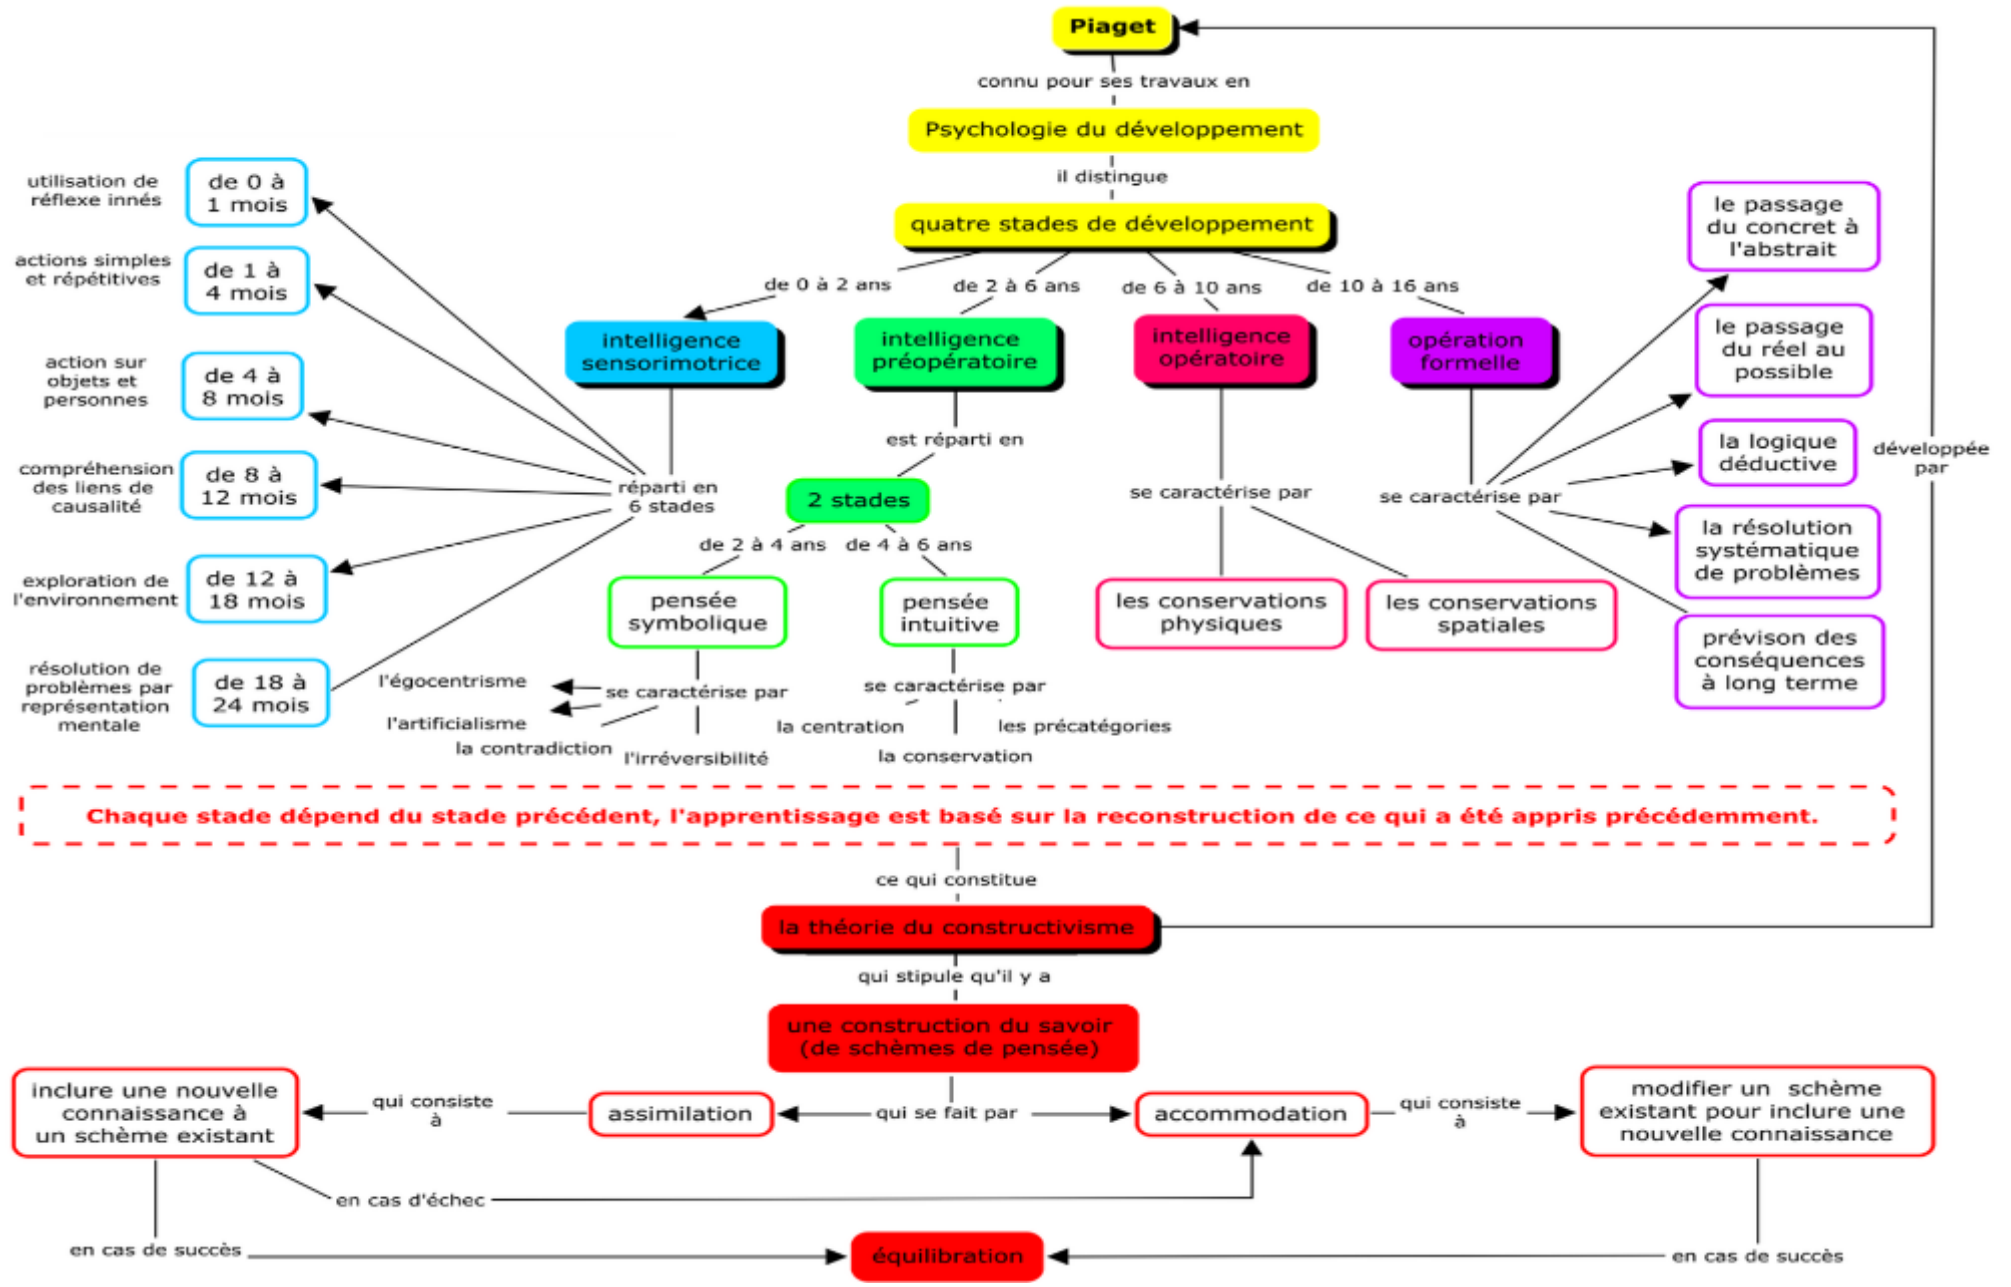 Piaget
connu pour ses travaux en
Psychologie du développement
il distingue
quatre stades de développement
de 0 à 2 ans
de 2 à 6 ans
de 6 à 10 ans
de 10 à 16 ans
intelligence
sensorimotrice
intelligence
préopératoire
intelligence
opératoire
opération
formelle
utilisation de
réflexe innés
de 0 à
1 mois
actions simples
et répétitives
de 1 à
4 mois
action sur
objets et
personnes
de 4 à
8 mois
compréhension
des liens de
causalité
de 8 à
12 mois
exploration de
l'environnement
de 12 à
18 mois
résolution de
problèmes par
représentation
mentale
de 18 à
24 mois
réparti en
6 stades
est réparti en
2 stades
de 2 à 4 ans
de 4 à 6 ans
pensée
symbolique
pensée
intuitive
se caractérise par
l'égocentrisme
l'artificialisme
la contradiction
l'irréversibilité
se caractérise par
la centration
la conservation
les précatégories
se caractérise par
les conservations
physiques
les conservations
spatiales
se caractérise par
le passage
du concret à
l'abstrait
le passage
du réel au
possible
la logique
déductive
la résolution
systématique
de problèmes
prévison des
conséquences
à long terme
développée
par
Chaque stade dépend du stade précédent, l'apprentissage est basé sur la reconstruction de ce qui a été appris précédemment.
ce qui constitue
la théorie du constructivisme
qui stipule qu'il y a
une construction du savoir
(de schèmes de pensée)
qui se fait par
assimilation
qui consiste
à
inclure une nouvelle
connaissance à
un schème existant
accommodation
qui consiste
à
modifier un schème
existant pour inclure une
nouvelle connaissance
en cas d'échec
en cas de succès
équilibration
en cas de succès